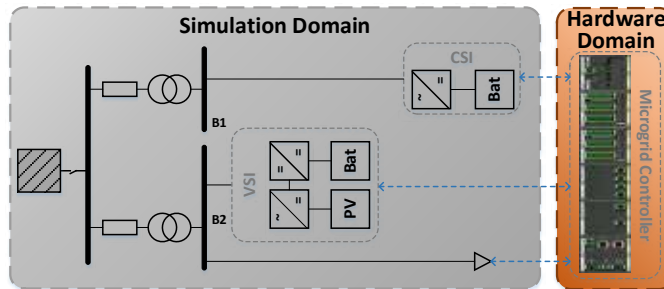 Simulation Domain
Hardware
Domain
CSI
=
~
Bat
B1
VSI
=
=
Bat
=
~
PV
B2
Microgrid Controller